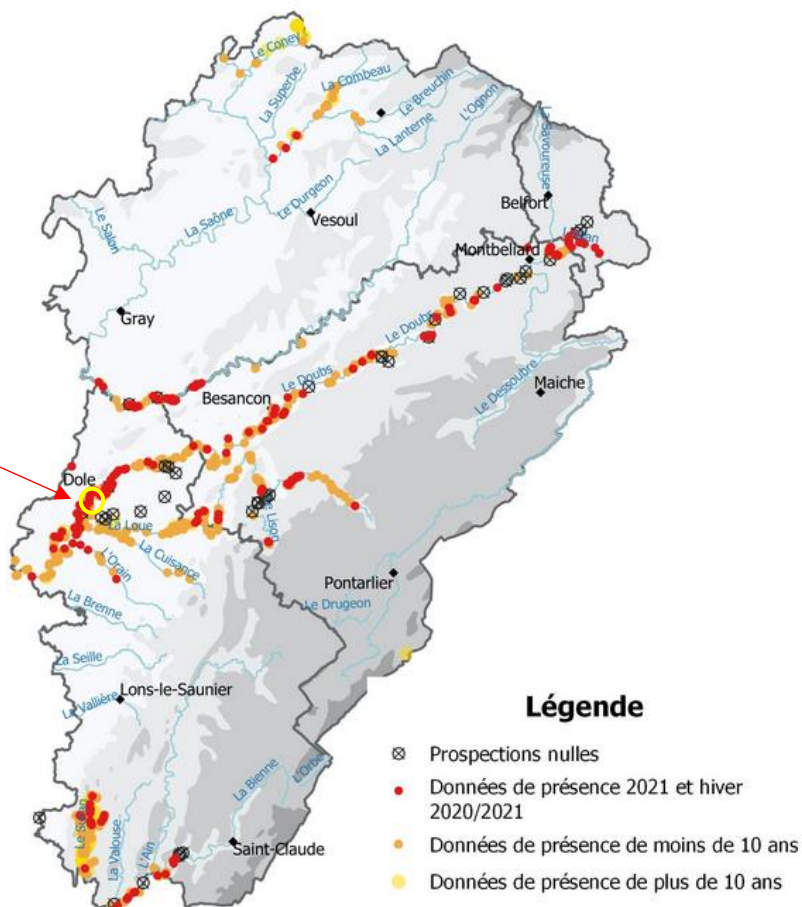 Le Coney
La Superbe
La Combeau
Le Breuchin
L'Ognon
La Lanterne
La Savoureuse
Le Durgeon
Belfort
Le Salon
La Saône
Vesoul
Montbeliard
Gray
Le Doubs
Le Doubs
Besancon
Maiche
Le Dessoubre
Dole
La Loue
Le Lison
La Cuisance
L'Orain
Pontarlier
La Brenne
Le Drugeon
La Seille
Lons-le-Saunier
La Vallière
Légende
Prospections nulles
Données de présence 2021 et hiver
2020/2021
Données de présence de moins de 10 ans
Données de présence de plus de 10 ans
La Bienne
L'Orbe
La Valouse
L'Ain
Saint-Claude